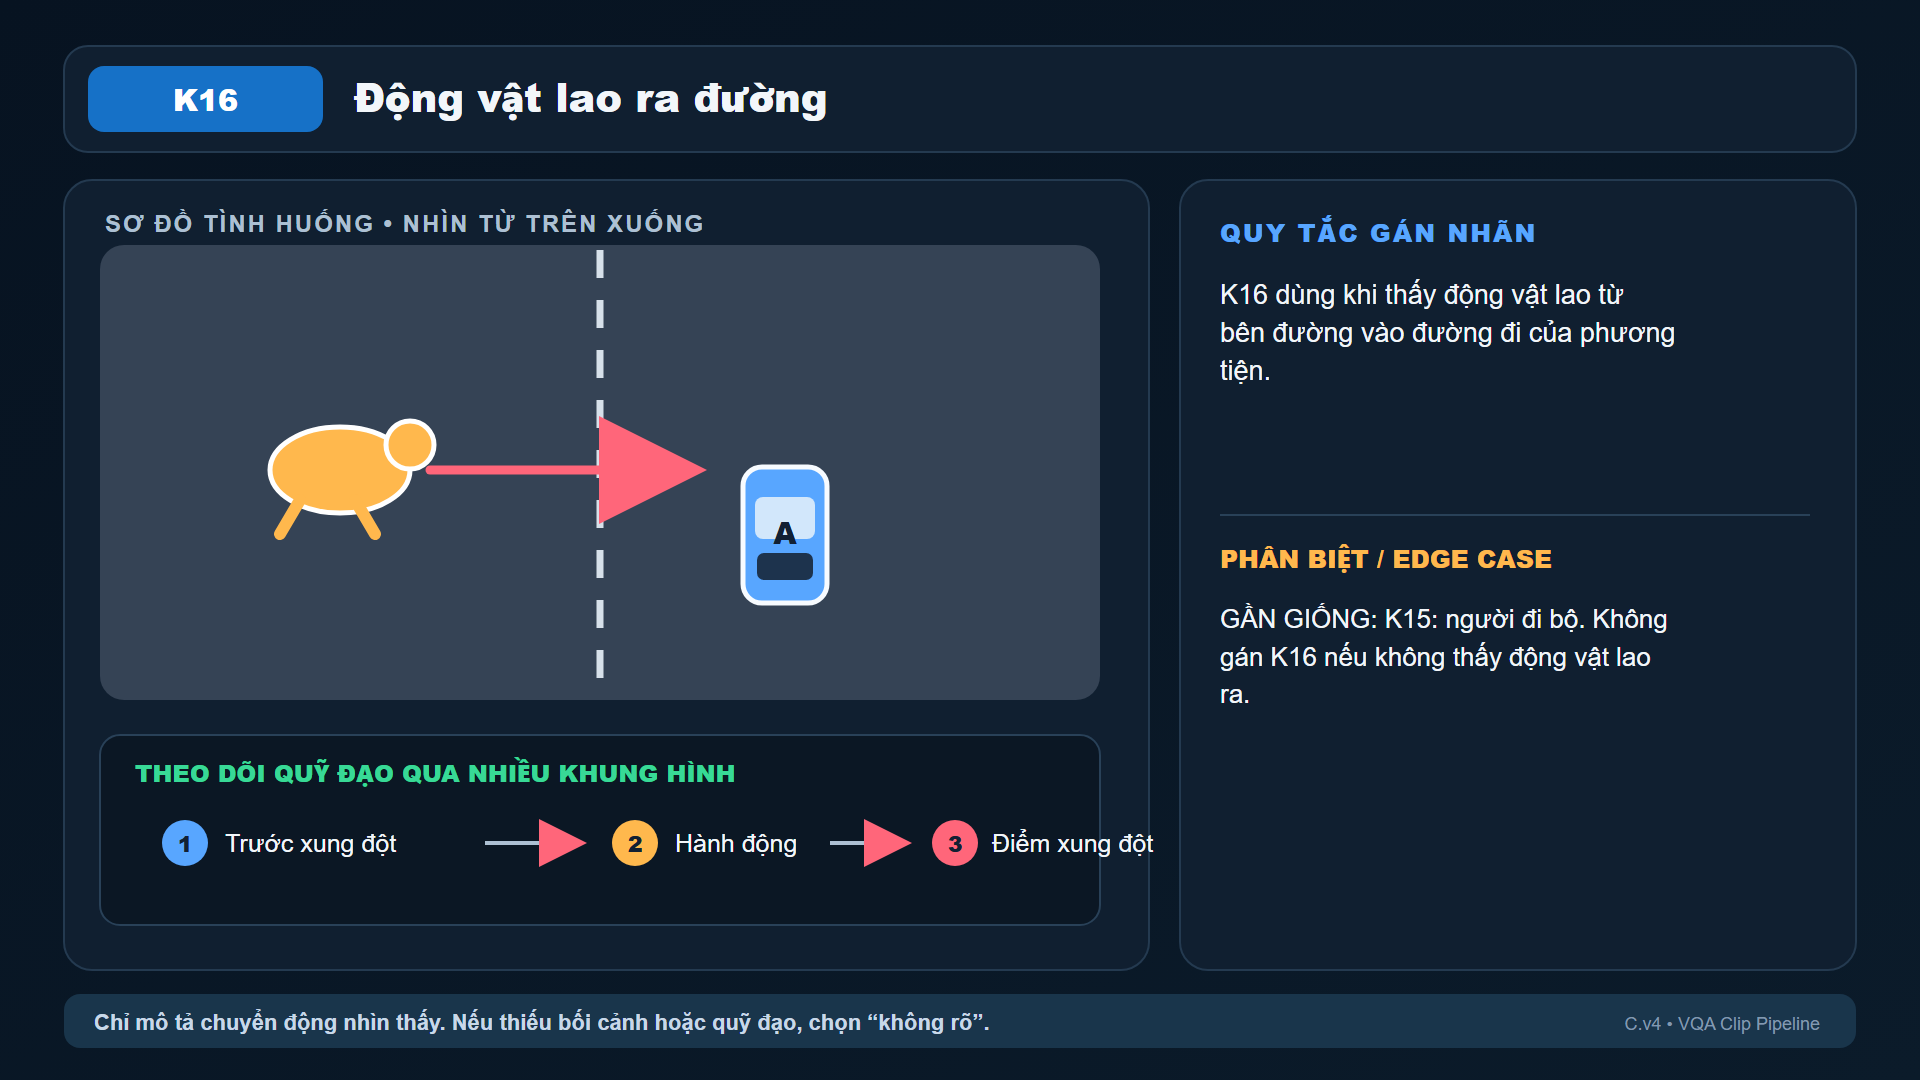 K16
Động vật lao ra đường
SƠ ĐỒ TÌNH HUỐNG • NHÌN TỪ TRÊN XUỐNG
A
THEO DÕI QUỸ ĐẠO QUA NHIỀU KHUNG HÌNH
1 Trước xung đột
2 Hành động
3 Điểm xung đột
QUY TẮC GÁN NHÃN
K16 dùng khi thấy động vật lao từ
bên đường vào đường đi của phương
tiện.
PHÂN BIỆT / EDGE CASE
GẦN GIỐNG: K15: người đi bộ. Không
gán K16 nếu không thấy động vật lao
ra.
Chỉ mô tả chuyển động nhìn thấy. Nếu thiếu bối cảnh hoặc quỹ đạo, chọn “không rõ”.
C.v4 • VQA Clip Pipeline